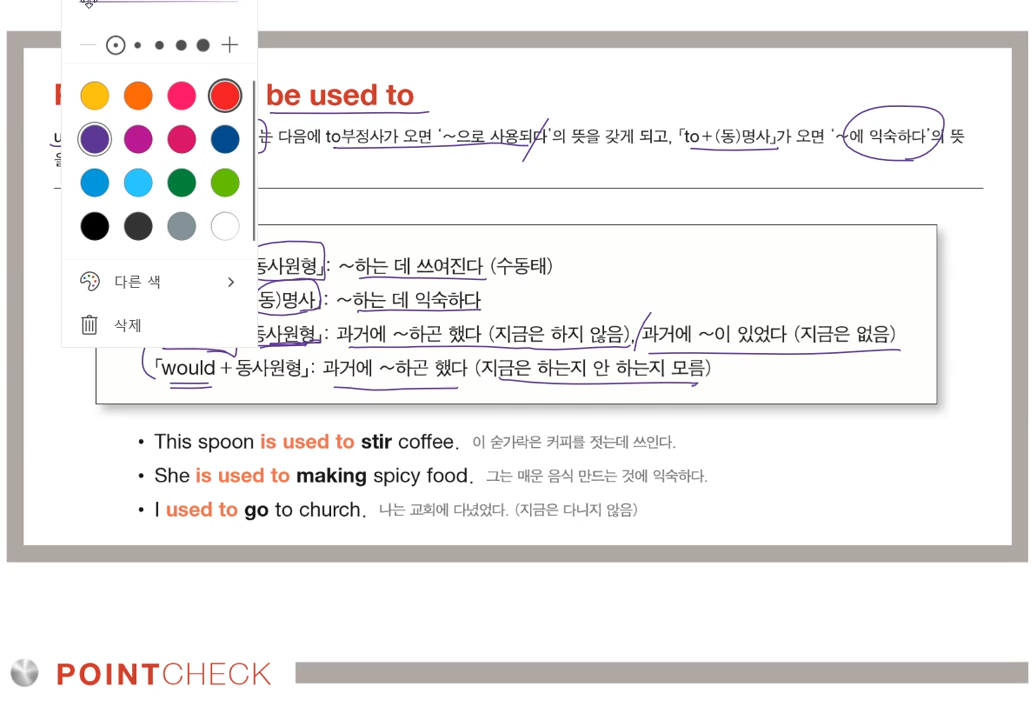 be used to
는 다음에 to부정사가 오면 ‘~으로 사용되다’의 뜻을 갖게 되고, 「to+(동)명사」가 오면 ‘~에 익숙하다’의 뜻
동사원형」: ~하는 데 쓰여진다 (수동태)
동)명사」: ~하는 데 익숙하다
다른 색
삭제
동사원형」: 과거에 ~하곤 했다 (지금은 하지 않음), 과거에 ~이 있었다 (지금은 없음)
「would+동사원형」: 과거에 ~하곤 했다 (지금은 하는지 안 하는지 모름)
• This spoon is used to stir coffee. 이 숟가락은 커피를 젓는데 쓰인다.
• She is used to making spicy food. 그는 매운 음식 만드는 것에 익숙하다.
• I used to go to church. 나는 교회에 다녔었다. (지금은 다니지 않음)
POINTCHECK